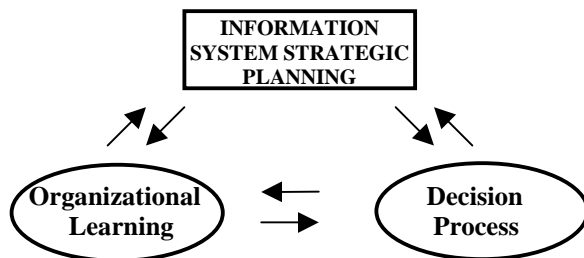 INFORMATION
SYSTEM STRATEGIC
PLANNING
Organizational
Learning
Decision
Process